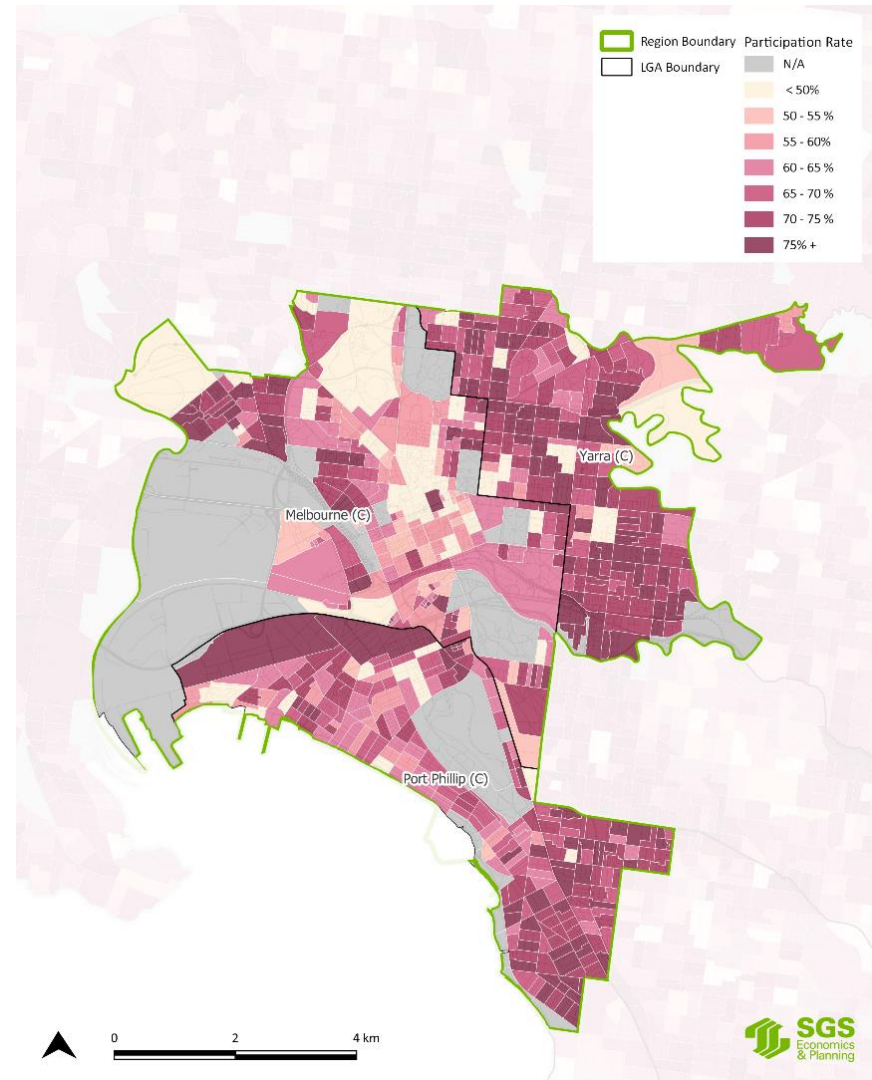 Region Boundary
LGA Boundary
Participation Rate
N/A
< 50%
50 - 55 %
55 - 60%
60 - 65 %
65 - 70 %
70 - 75 %
75% +
Yarra (C)
Melbourne (C)
Port Phillip (C)
0 2 4 km
SGS
Economics
& Planning